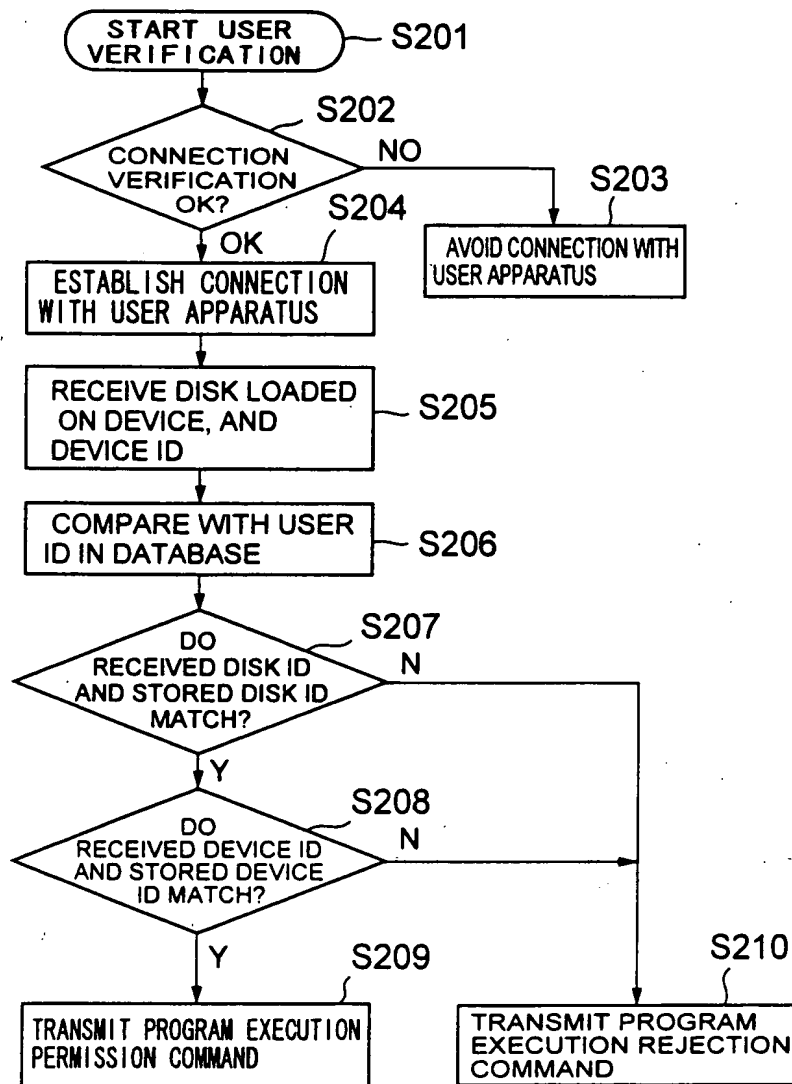 START USER
VERIFICATION
S201
S202
CONNECTION
VERIFICATION
OK?
NO
S203
AVOID CONNECTION WITH
USER APPARATUS
OK
S204
ESTABLISH CONNECTION
WITH USER APPARATUS
RECEIVE DISK LOADED
ON DEVICE, AND
DEVICE ID
S205
COMPARE WITH USER
ID IN DATABASE
S206
S207
DO
RECEIVED DISK ID
AND STORED DISK ID
MATCH?
N
Y
S208
DO
RECEIVED DEVICE ID
AND STORED DEVICE
ID MATCH?
N
Y
S209
TRANSMIT PROGRAM EXECUTION
PERMISSION COMMAND
S210
TRANSMIT PROGRAM
EXECUTION REJECTION
COMMAND